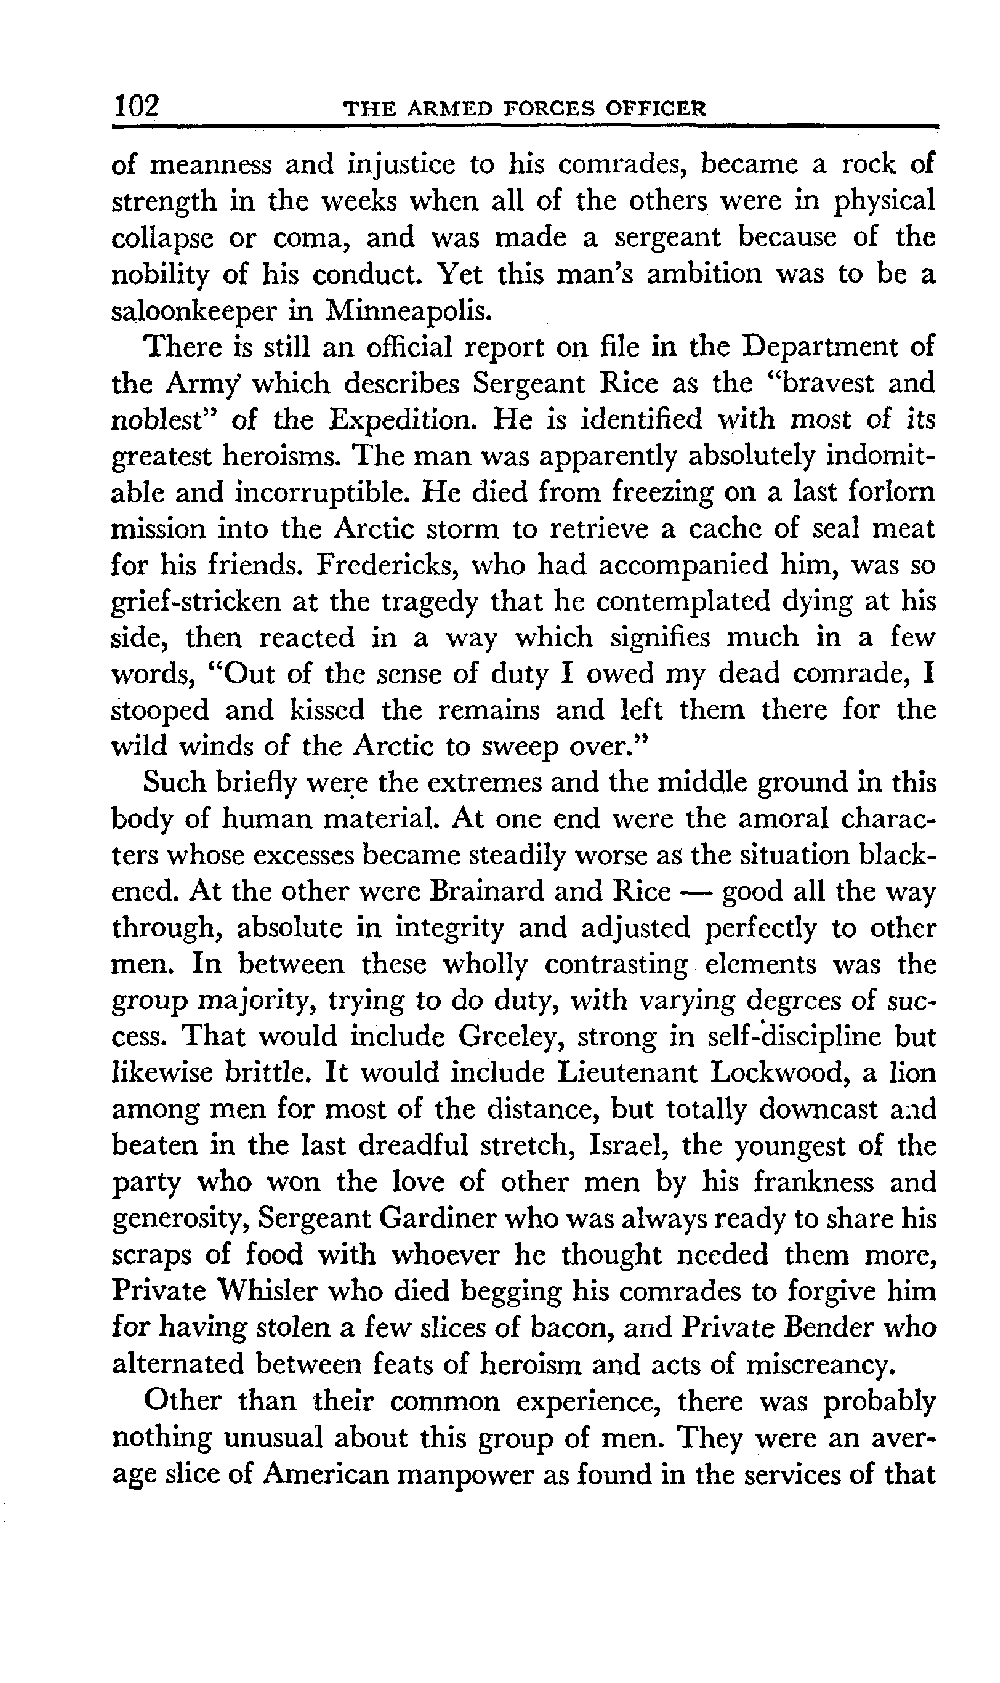 102 THE ARMED FORCES OFFICER
of meanness and injustice to his comrades, became a rock of
strength in the weeks when all of the others were in physical
collapse or coma, and was made a sergeant because of the
nobility of his conduct. Yet this man's ambition was to be a
saloonkeeper in Minneapolis.
There is still an official report on file in the Department of
the Army which describes Sergeant Rice as the “bravest and
noblest” of the Expedition. He is identified with most of its
greatest heroisms. The man was apparently absolutely indomit-
able and incorruptible. He died from freezing on a last forlorn
mission into the Arctic storm to retrieve a cache of seal meat
for his friends. Fredericks, who had accompanied him, was so
grief-stricken at the tragedy that he contemplated dying at his
side, then reacted in a way which signifies much in a few
words, “Out of the sense of duty I owed my dead comrade, I
stooped and kissed the remains and left them there for the
wild winds of the Arctic to sweep over.”
Such briefly were the extremes and the middle ground in this
body of human material. At one end were the amoral charac-
ters whose excesses became steadily worse as the situation black-
ened. At the other were Brainard and Rice — good all the way
through, absolute in integrity and adjusted perfectly to other
men. In between these wholly contrasting elements was the
group majority, trying to do duty, with varying degrees of suc-
cess. That would include Greeley, strong in self-discipline but
likewise brittle. It would include Lieutenant Lockwood, a lion
among men for most of the distance, but totally downcast and
beaten in the last dreadful stretch, Israel, the youngest of the
party who won the love of other men by his frankness and
generosity, Sergeant Gardiner who was always ready to share his
scraps of food with whoever he thought needed them more,
Private Whisler who died begging his comrades to forgive him
for having stolen a few slices of bacon, and Private Bender who
alternated between feats of heroism and acts of miscreancy.
Other than their common experience, there was probably
nothing unusual about this group of men. They were an aver-
age slice of American manpower as found in the services of that